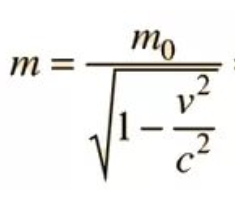 m = m₀ / √(1 − v²/c²)